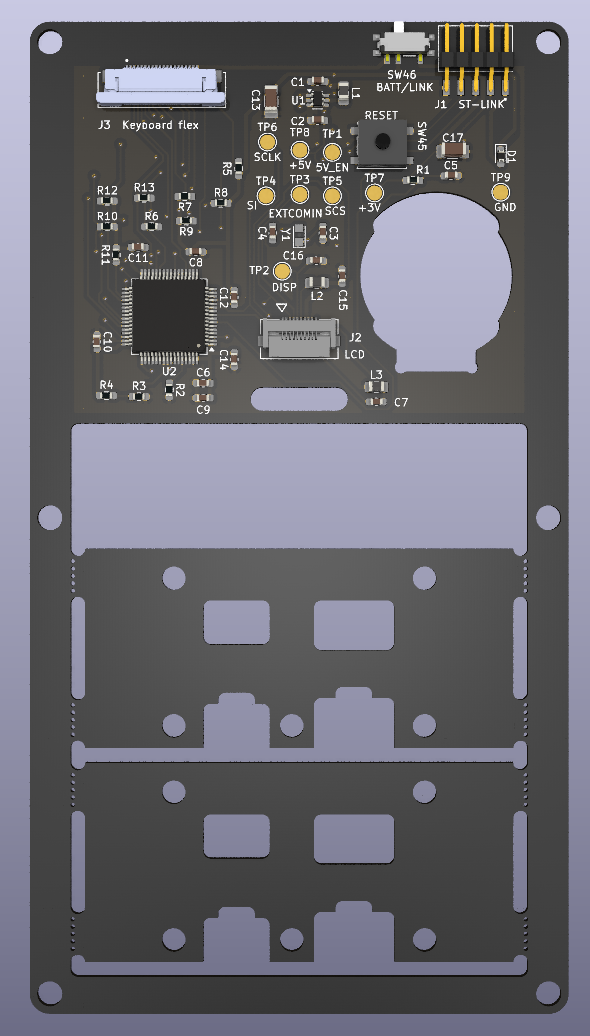 SW46
BATT/LINK
J1 ST-LINK
J3 Keyboard flex
C13
C1
U1
L1
C2
RESET
SW45
TP6
SCLK
TP8
+5V
TP1
5V_EN
C17
C5
D1
R5
R1
TP4
SI
TP3
EXTCOMIN
TP5
SCS
TP7
+3V
TP9
GND
R12
R13
R7
R8
R10
R6
R9
R11
C11
C8
C4
Y1
C3
C16
TP2
DISP
L2
C15
C12
C10
J2
LCD
U2
C14
R4
R3
R2
C6
C9
L3
C7